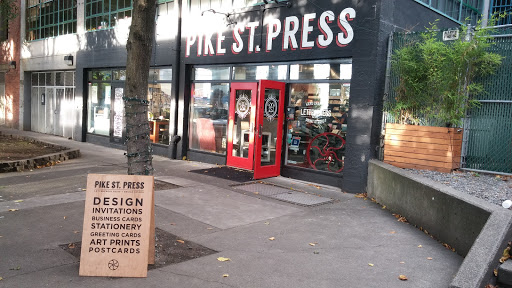 PIKE ST. PRESS
PIKE ST. PRESS
DESIGN
INVITATIONS
BUSINESS CARDS
STATIONERY
GREETING CARDS
ART PRINTS
POSTCARDS